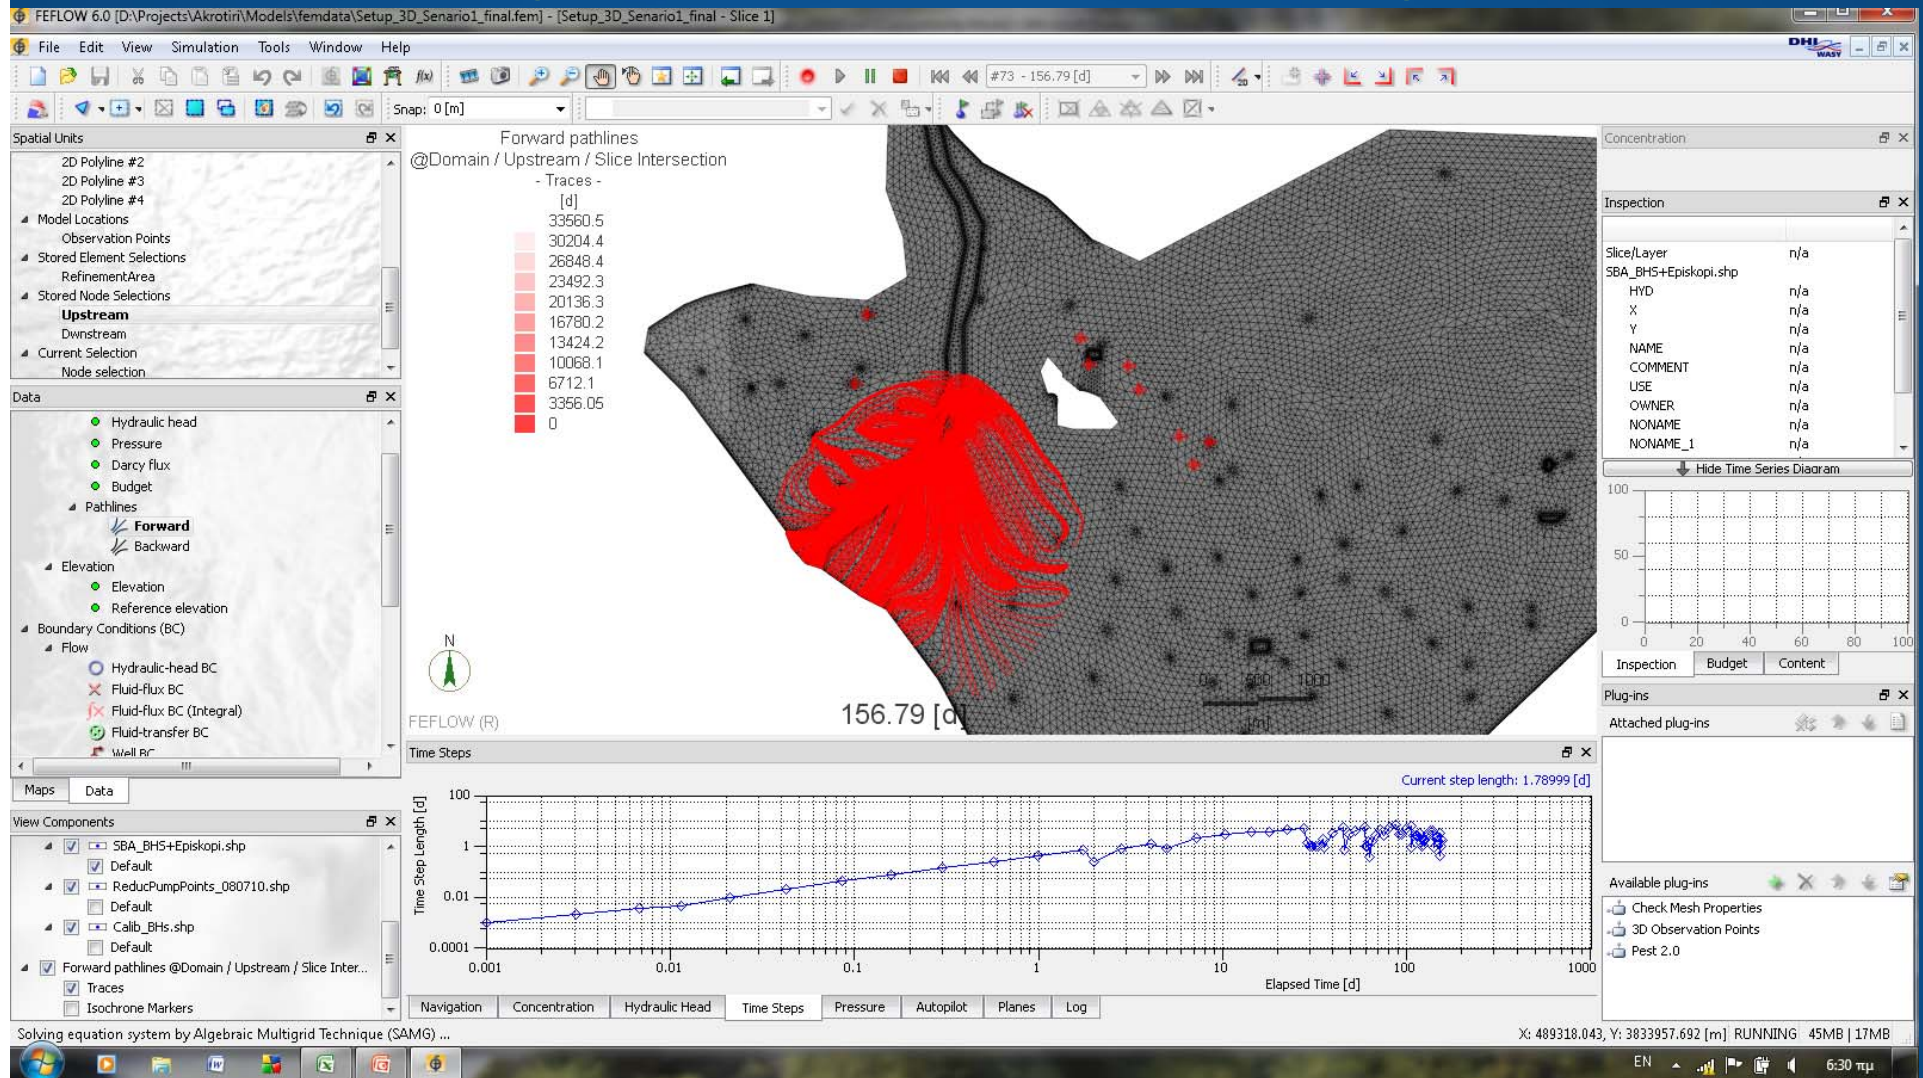 FEFLOW 6.0 [D:\Projects\Akrotiri\Models\femdata\Setup_3D_Senario1_final.fem] - [Setup_3D_Senario1_final - Slice 1]
File Edit View Simulation Tools Window Help
DHI WASY
#73 - 156.79 [d]
20
Snap: 0 [m]
Spatial Units
2D Polyline #2
2D Polyline #3
2D Polyline #4
Model Locations
Observation Points
Stored Element Selections
RefinementArea
Stored Node Selections
Upstream
Dwnstream
Current Selection
Node selection
Data
Hydraulic head
Pressure
Darcy flux
Budget
Pathlines
Forward
Backward
Elevation
Elevation
Reference elevation
Boundary Conditions (BC)
Flow
Hydraulic-head BC
Fluid-flux BC
Fluid-flux BC (Integral)
Fluid-transfer BC
Well BC
Maps Data
View Components
SBA_BHS+Episkopi.shp
Default
ReducPumpPoints_080710.shp
Default
Calib_BHs.shp
Default
Forward pathlines @Domain / Upstream / Slice Inter...
Traces
Isochrone Markers
Forward pathlines
@Domain / Upstream / Slice Intersection
- Traces -
[d]
33560.5
30204.4
26848.4
23492.3
20136.3
16780.2
13424.2
10068.1
6712.1
3356.05
0
N
FEFLOW (R)
156.79 [d]
0 500 1000
[m]
Time Steps
Current step length: 1.78999 [d]
Time Step Length [d]
100
1
0.01
0.0001
0.001 0.01 0.1 1 10 100 1000
Elapsed Time [d]
Navigation Concentration Hydraulic Head Time Steps Pressure Autopilot Planes Log
Concentration
Inspection
Slice/Layer n/a
SBA_BHS+Episkopi.shp
HYD n/a
X n/a
Y n/a
NAME n/a
COMMENT n/a
USE n/a
OWNER n/a
NONAME n/a
NONAME_1 n/a
Hide Time Series Diagram
100
50
0
0 20 40 60 80 100
Inspection Budget Content
Plug-ins
Attached plug-ins
Available plug-ins
Check Mesh Properties
3D Observation Points
Pest 2.0
Solving equation system by Algebraic Multigrid Technique (SAMG) ...
X: 489318.043, Y: 3833957.692 [m] RUNNING 45MB | 17MB
EN
6:30 πμ